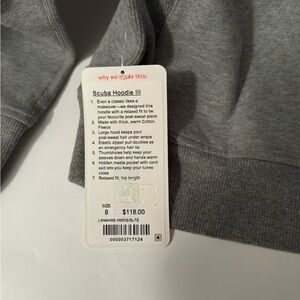 why we made this:
Scuba Hoodie III
1. Even a classic likes a
makeover—we designed this
hoodie with a relaxed fit to be
your favourite post-sweat piece
2. Made with thick, warm Cotton
Fleece
3. Large hood keeps your
post-sweat hair under wraps
4. Elastic zipper pull doubles as
an emergency hair tie
5. Thumbholes help keep your
sleeves down and hands warm
6. Hidden media pocket with cord
exit lets you keep your tunes
close
7. Relaxed fit, hip length
SIZE
8 $118.00
000003717124